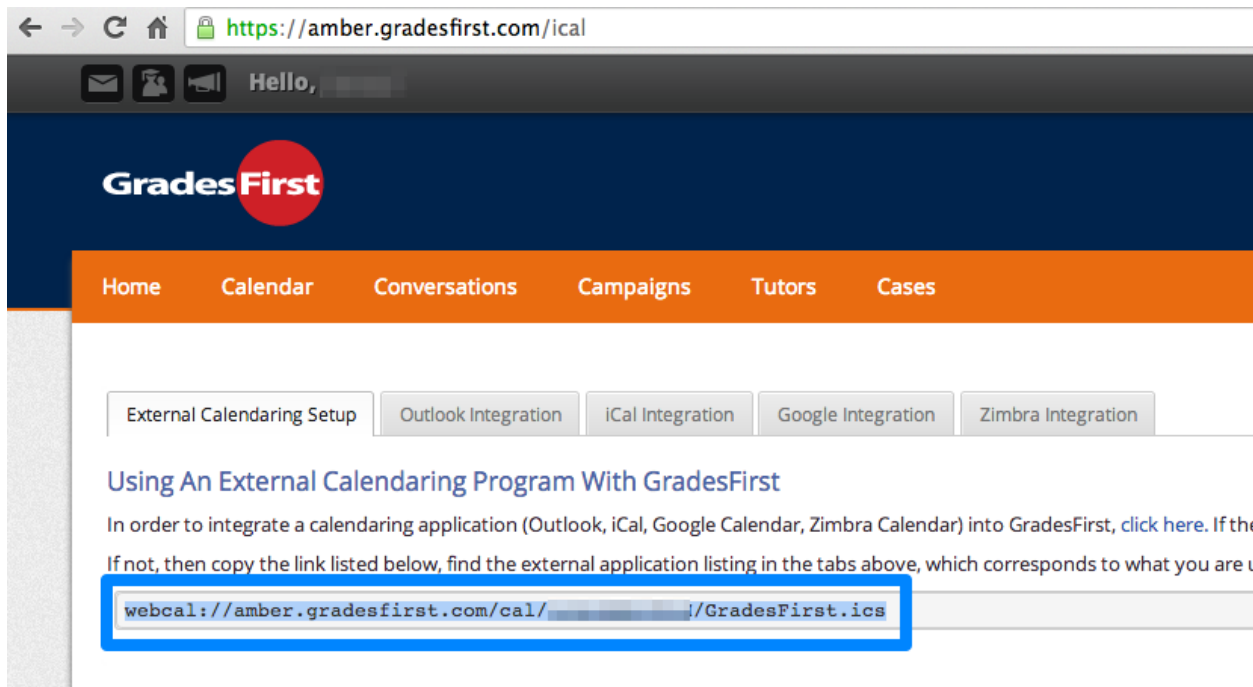 https://amber.gradesfirst.com/ical
Hello,
GradesFirst
Home Calendar Conversations Campaigns Tutors Cases
External Calendaring Setup Outlook Integration iCal Integration Google Integration Zimbra Integration
Using An External Calendaring Program With GradesFirst
In order to integrate a calendaring application (Outlook, iCal, Google Calendar, Zimbra Calendar) into GradesFirst, click here. If the
If not, then copy the link listed below, find the external application listing in the tabs above, which corresponds to what you are
webcal://amber.gradesfirst.com/cal/ /GradesFirst.ics